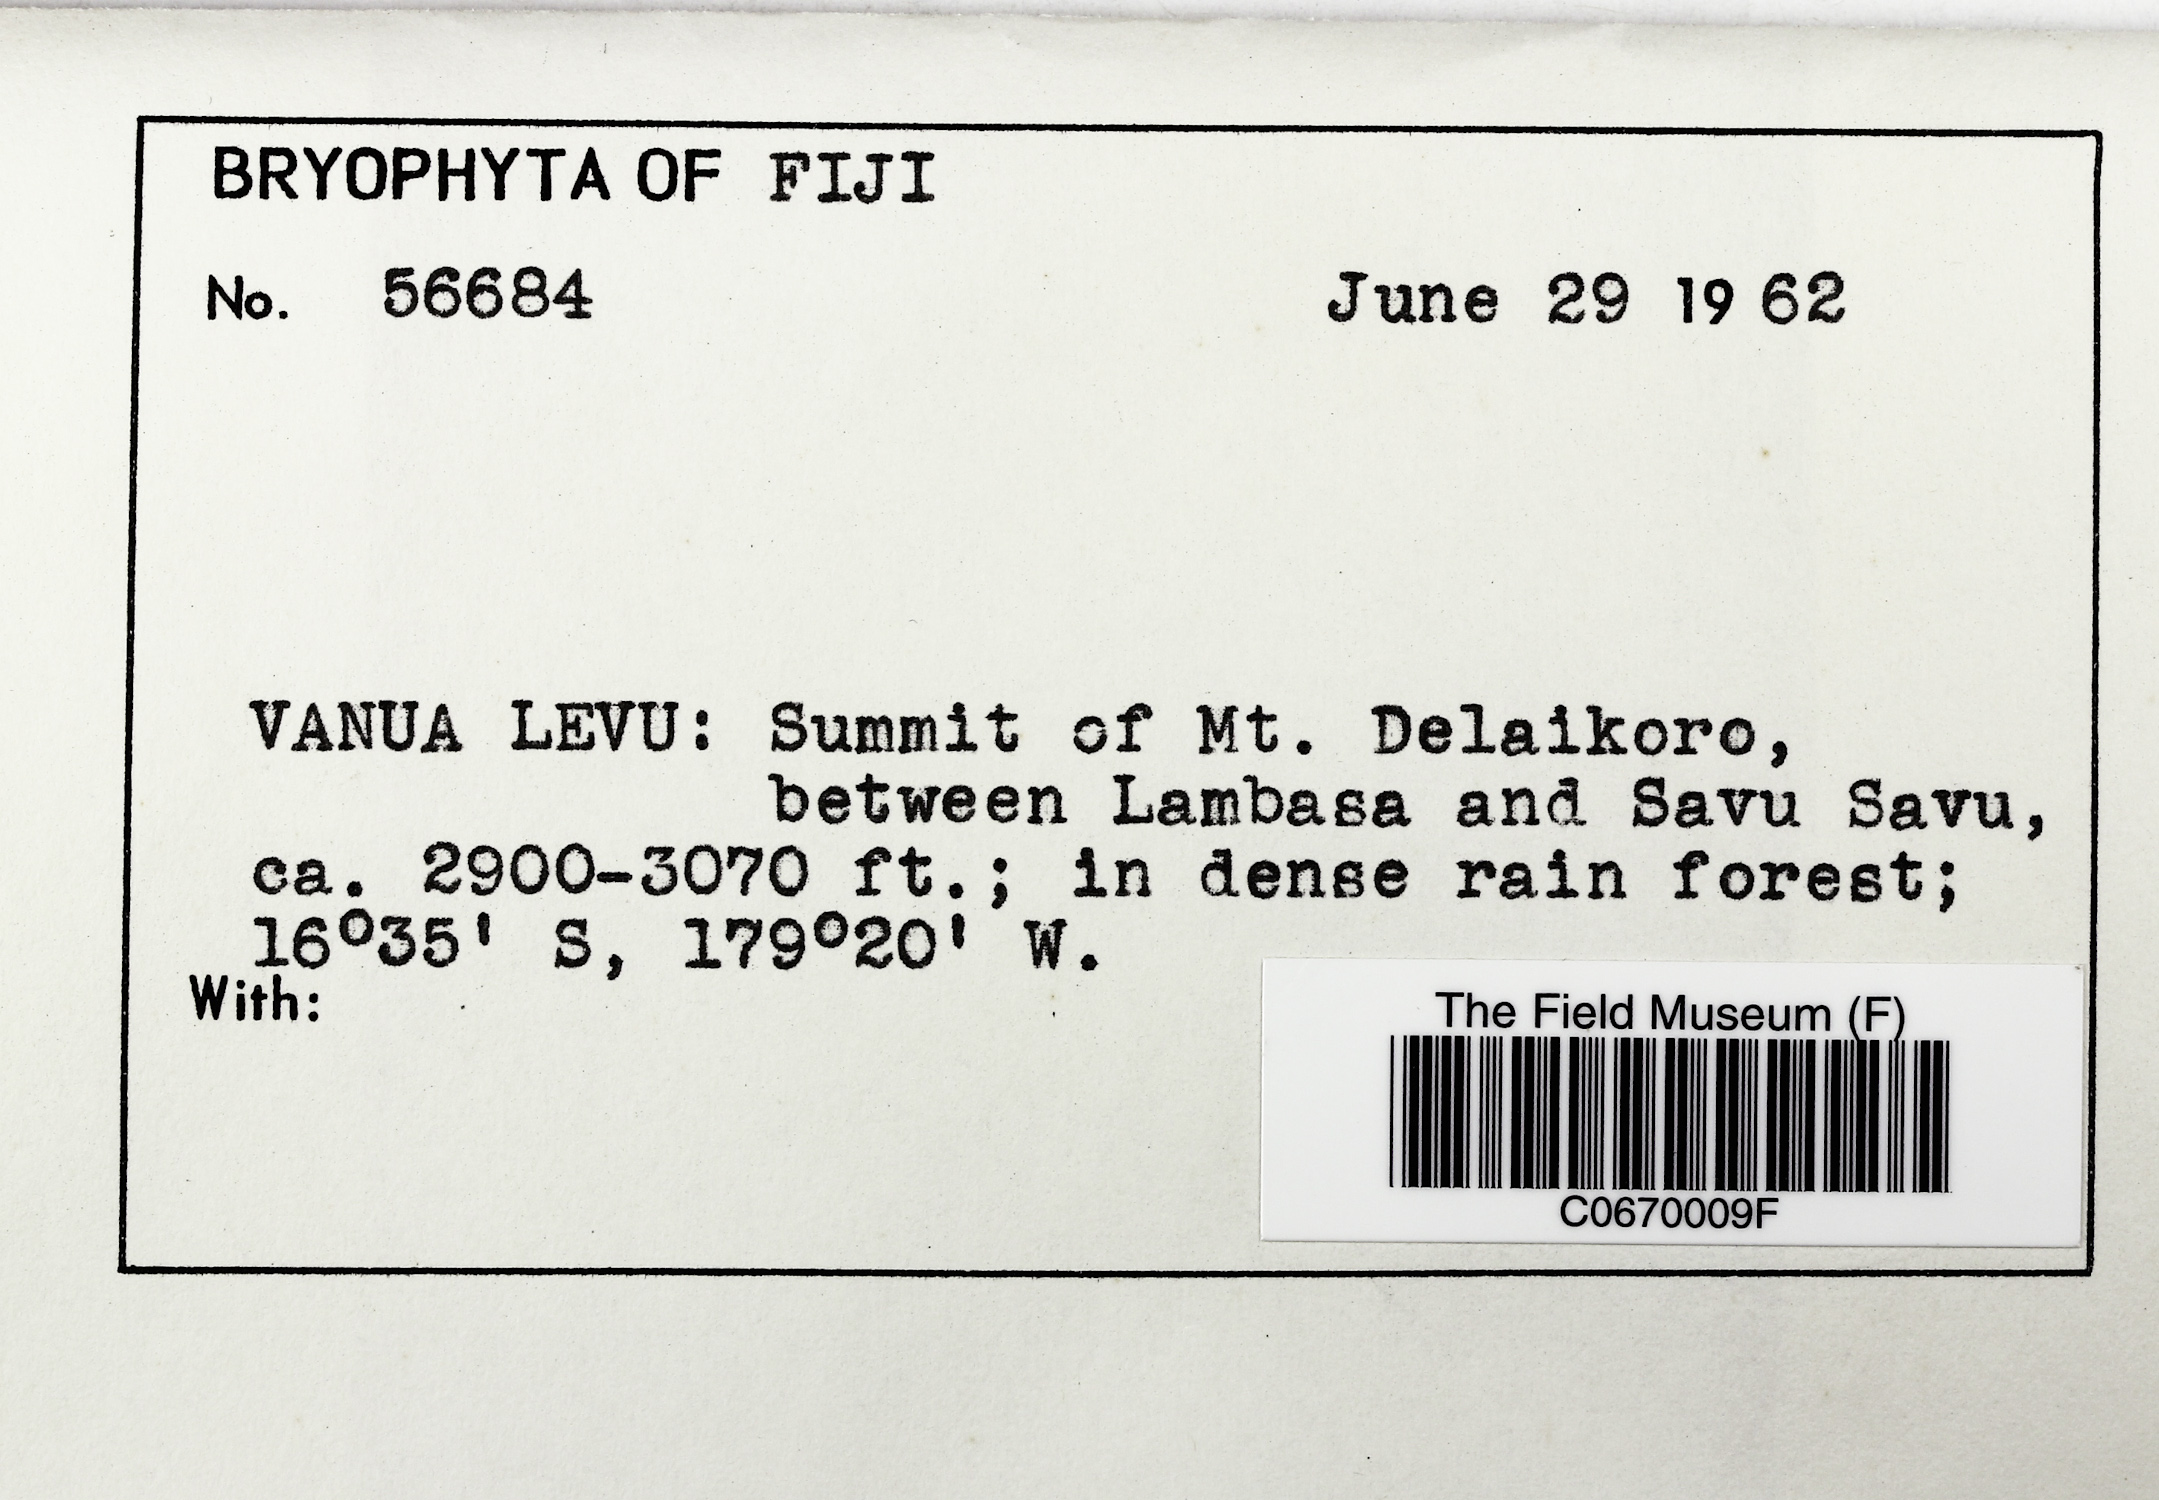 BRYOPHYTA OF FIJI
No. 56684 June 29 1962
VANUA LEVU: Summit of Mt. Delaikoro,
between Lambasa and Savu Savu,
ca. 2900-3070 ft.; in dense rain forest;
16°35' S, 179°20' W.
With:
The Field Museum (F)
C0670009F